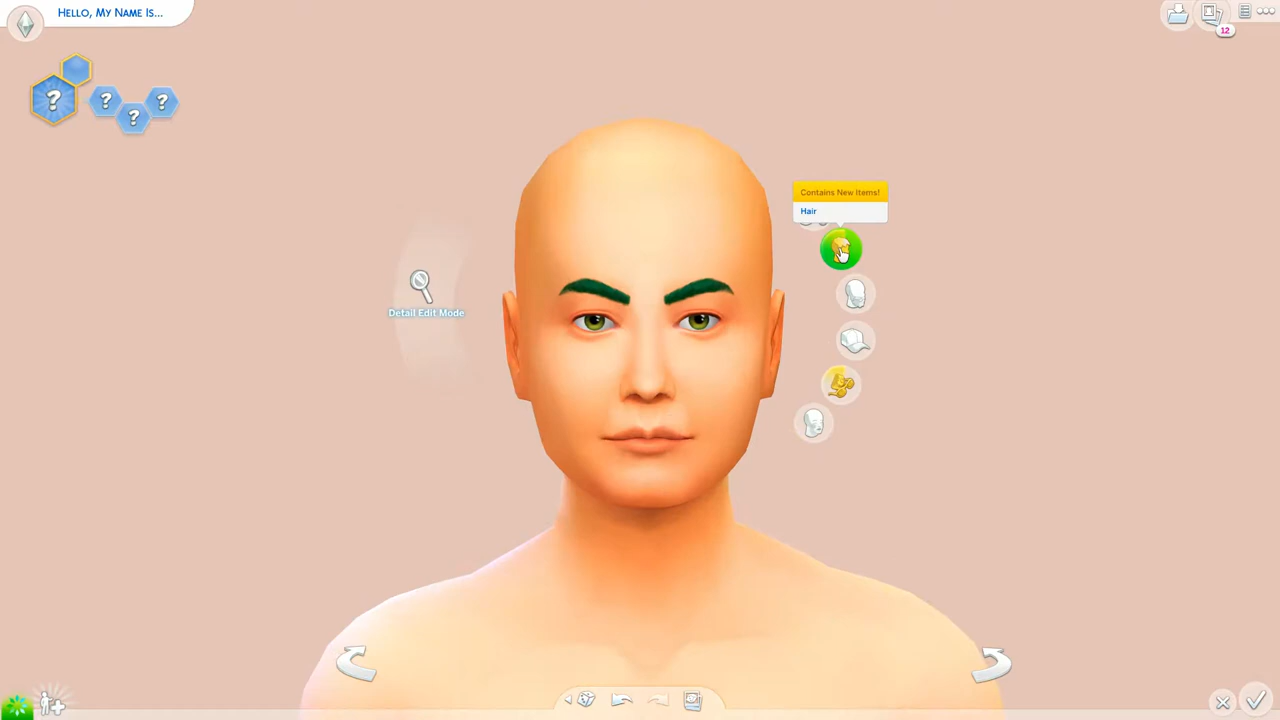 Hello, My Name Is...
12
?
?
?
?
Contains New Items!
Hair
Detail Edit Mode